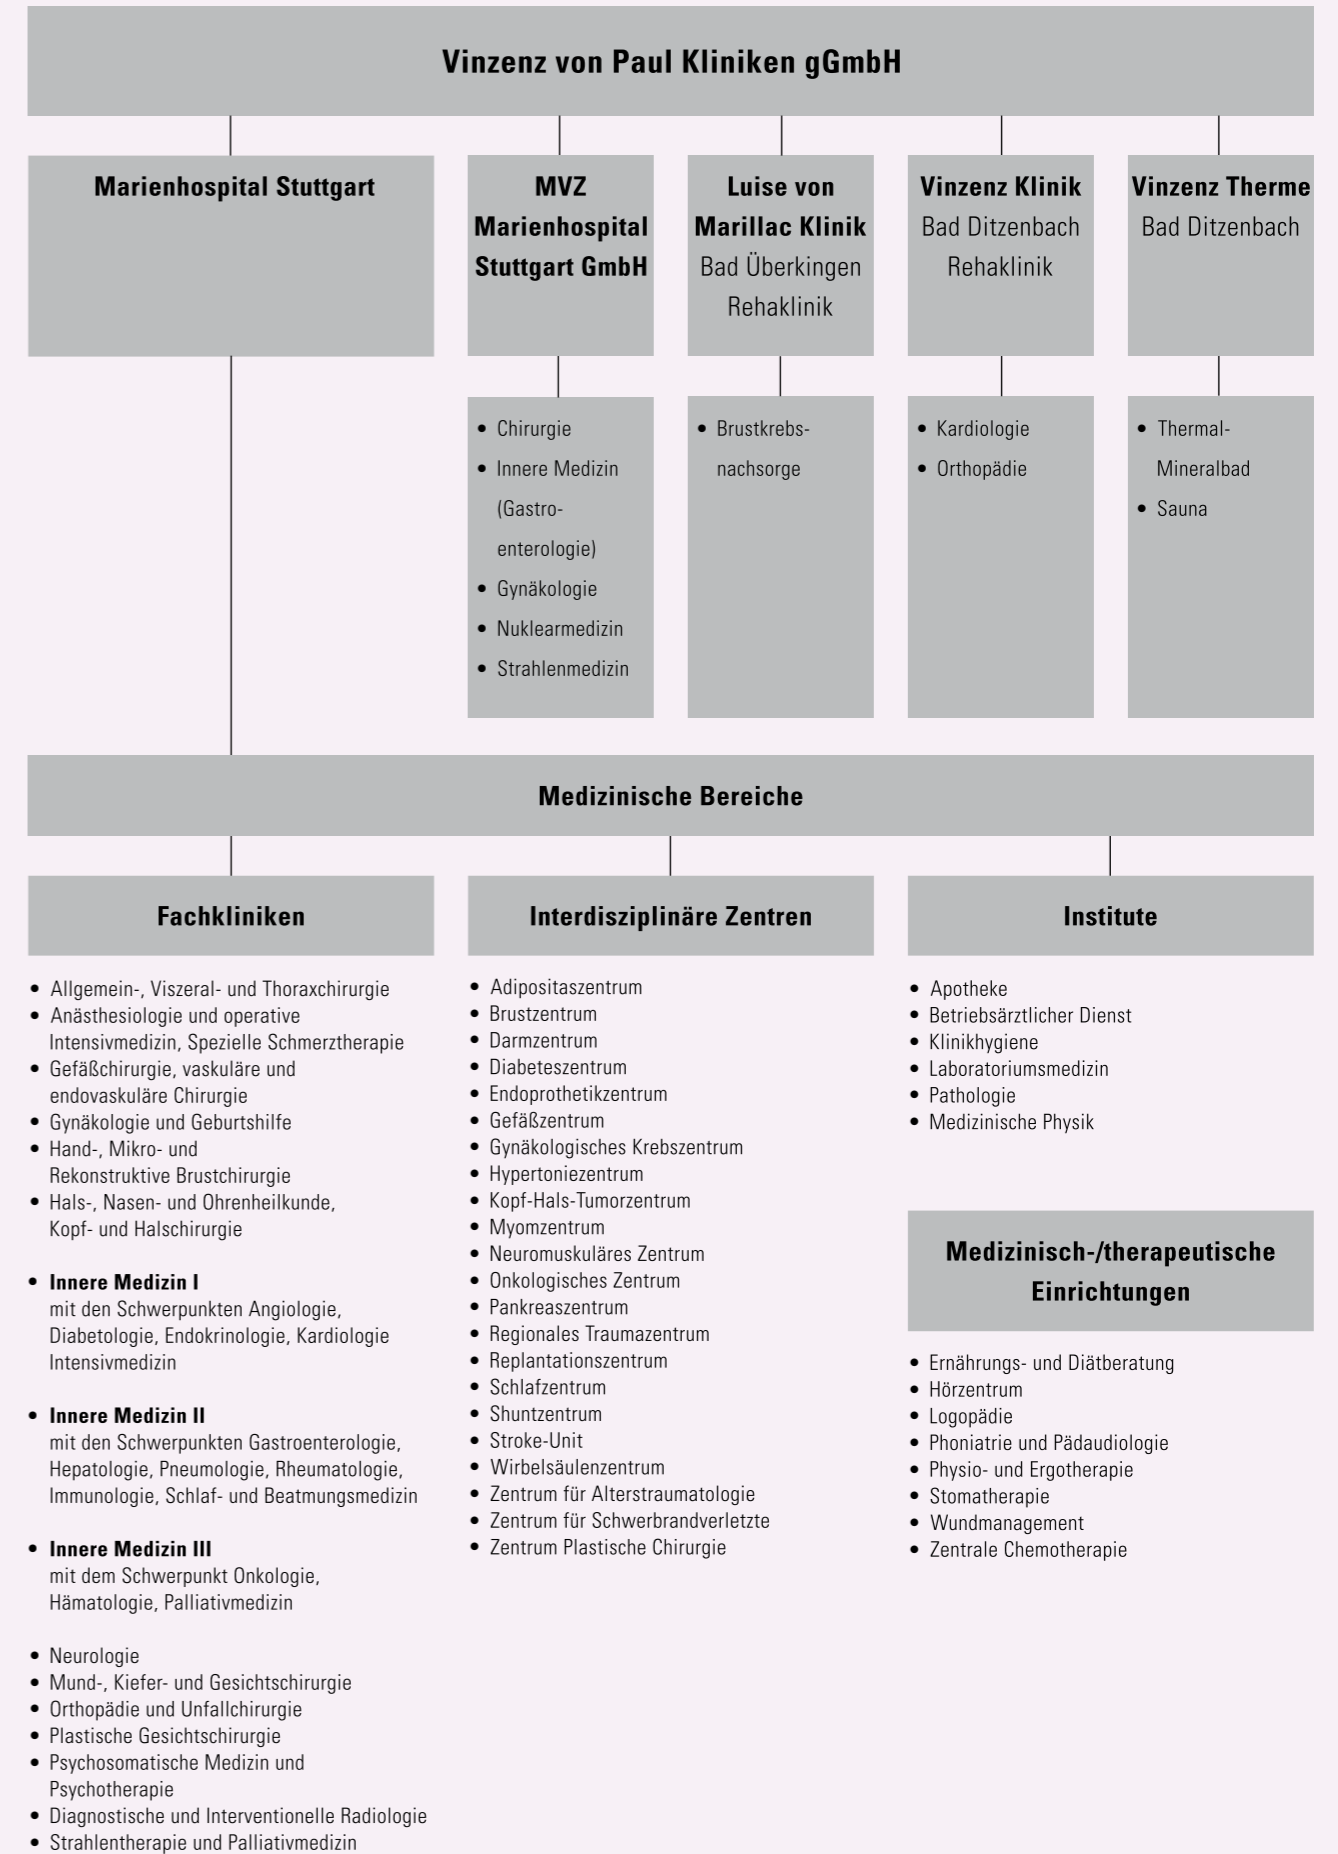 Vinzenz von Paul Kliniken gGmbH
Marienhospital Stuttgart
MVZ
Marienhospital
Stuttgart GmbH
Luise von
Marillac Klinik
Bad Überkingen
Rehaklinik
Vinzenz Klinik
Bad Ditzenbach
Rehaklinik
Vinzenz Therme
Bad Ditzenbach
• Chirurgie
• Innere Medizin
(Gastro-
enterologie)
• Gynäkologie
• Nuklearmedizin
• Strahlenmedizin
• Brustkrebs-
nachsorge
• Kardiologie
• Orthopädie
• Thermal-
Mineralbad
• Sauna
Medizinische Bereiche
Fachkliniken
• Allgemein-, Viszeral- und Thoraxchirurgie
• Anästhesiologie und operative
Intensivmedizin, Spezielle Schmerztherapie
• Gefäßchirurgie, vaskuläre und
endovaskuläre Chirurgie
• Gynäkologie und Geburtshilfe
• Hand-, Mikro- und
Rekonstruktive Brustchirurgie
• Hals-, Nasen- und Ohrenheilkunde,
Kopf- und Halschirurgie
• Innere Medizin I
mit den Schwerpunkten Angiologie,
Diabetologie, Endokrinologie, Kardiologie
Intensivmedizin
• Innere Medizin II
mit den Schwerpunkten Gastroenterologie,
Hepatologie, Pneumologie, Rheumatologie,
Immunologie, Schlaf- und Beatmungsmedizin
• Innere Medizin III
mit dem Schwerpunkt Onkologie,
Hämatologie, Palliativmedizin
• Neurologie
• Mund-, Kiefer- und Gesichtschirurgie
• Orthopädie und Unfallchirurgie
• Plastische Gesichtschirurgie
• Psychosomatische Medizin und
Psychotherapie
• Diagnostische und Interventionelle Radiologie
• Strahlentherapie und Palliativmedizin
Interdisziplinäre Zentren
• Adipositaszentrum
• Brustzentrum
• Darmzentrum
• Diabeteszentrum
• Endoprothetikzentrum
• Gefäßzentrum
• Gynäkologisches Krebszentrum
• Hypertoniezentrum
• Kopf-Hals-Tumorzentrum
• Myomzentrum
• Neuromuskuläres Zentrum
• Onkologisches Zentrum
• Pankreaszentrum
• Regionales Traumazentrum
• Replantationszentrum
• Schlafzentrum
• Shuntzentrum
• Stroke-Unit
• Wirbelsäulenzentrum
• Zentrum für Alterstraumatologie
• Zentrum für Schwerbrandverletzte
• Zentrum Plastische Chirurgie
Institute
• Apotheke
• Betriebsärztlicher Dienst
• Klinikhygiene
• Laboratoriumsmedizin
• Pathologie
• Medizinische Physik
Medizinisch-/therapeutische
Einrichtungen
• Ernährungs- und Diätberatung
• Hörzentrum
• Logopädie
• Phoniatrie und Pädaudiologie
• Physio- und Ergotherapie
• Stomatherapie
• Wundmanagement
• Zentrale Chemotherapie